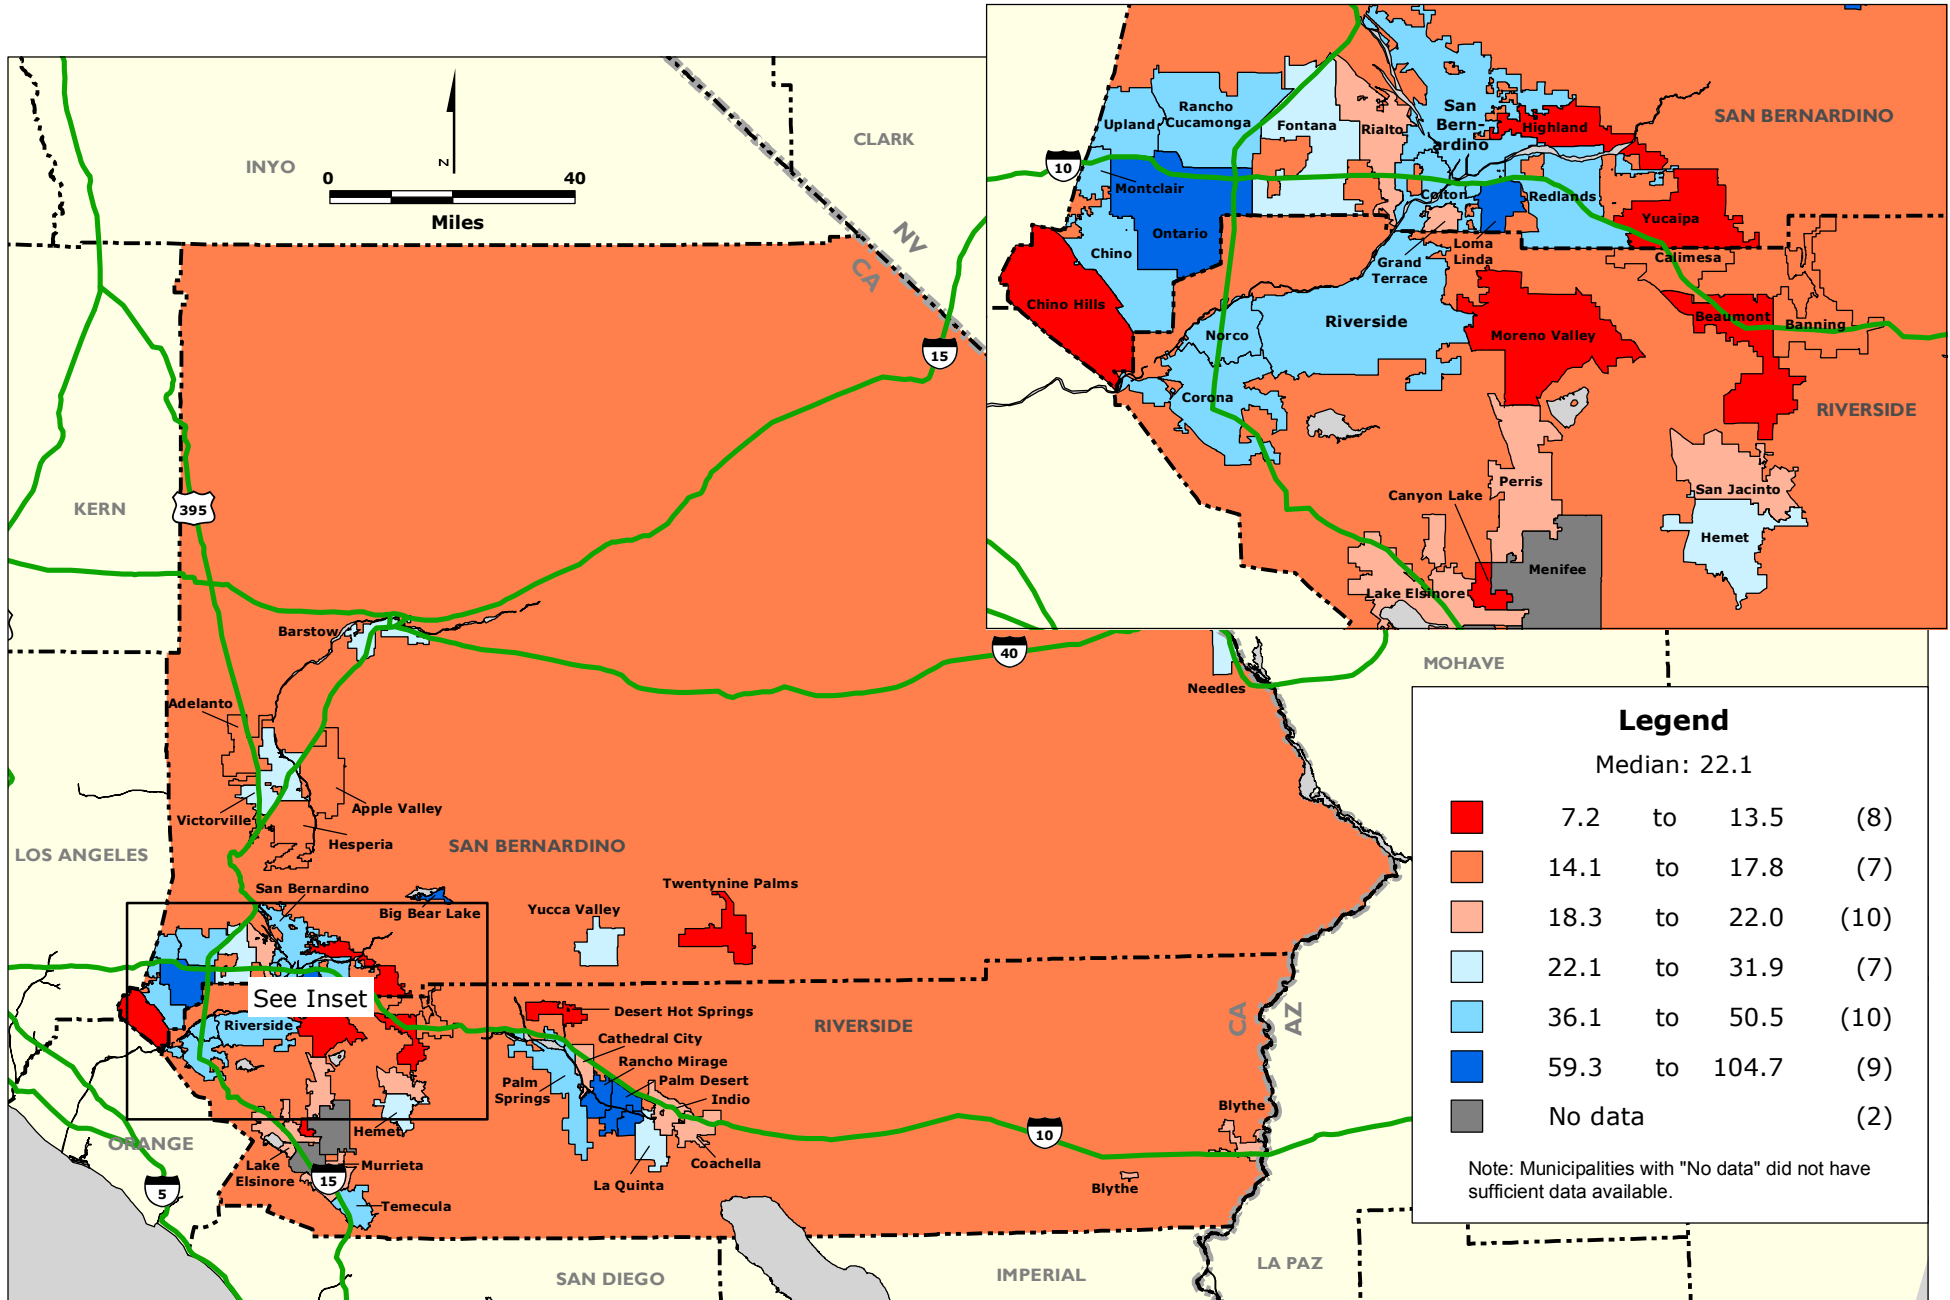 INYO
CLARK
KERN
LOS ANGELES
ORANGE
SAN DIEGO
IMPERIAL
LA PAZ
MOHAVE
SAN BERNARDINO
RIVERSIDE
NV
CA
CA
AZ
N
0
40
Miles
395
15
40
10
15
5
Barstow
Needles
Adelanto
Apple Valley
Victorville
Hesperia
San Bernardino
Big Bear Lake
Yucca Valley
Twentynine Palms
See Inset
Riverside
Desert Hot Springs
Cathedral City
Rancho Mirage
Palm Desert
Indio
Palm
Springs
Coachella
La Quinta
Blythe
Blythe
Hemet
Lake
Elsinore
Murrieta
Temecula
SAN BERNARDINO
RIVERSIDE
10
Upland
Rancho
Cucamonga
Fontana
Rialto
San
Bern-
ardino
Highland
Montclair
Ontario
Colton
Redlands
Yucaipa
Chino
Grand
Terrace
Loma
Linda
Calimesa
Chino Hills
Norco
Riverside
Moreno Valley
Beaumont
Banning
Corona
Canyon Lake
Perris
San Jacinto
Hemet
Menifee
Lake Elsinore
Legend
Median: 22.1
7.2 to 13.5 (8)
14.1 to 17.8 (7)
18.3 to 22.0 (10)
22.1 to 31.9 (7)
36.1 to 50.5 (10)
59.3 to 104.7 (9)
No data (2)
Note: Municipalities with "No data" did not have
sufficient data available.